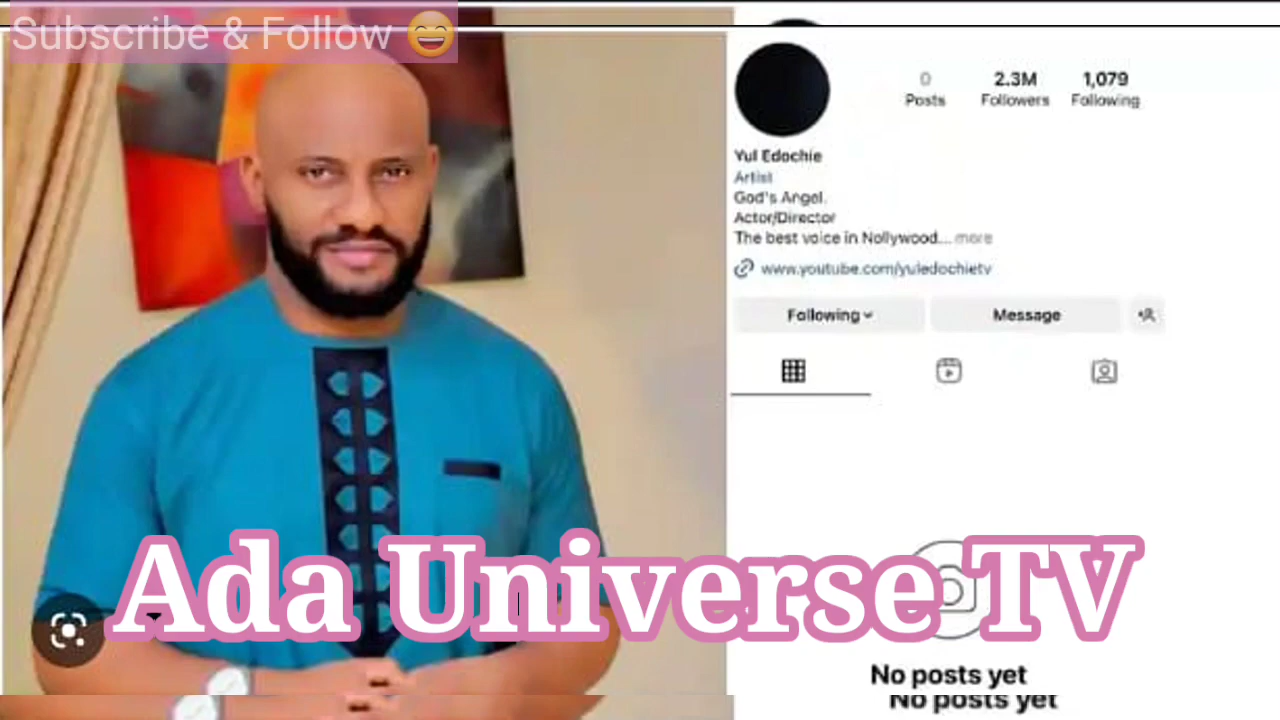 Subscribe & Follow 😄
0 2.3M 1,079
Posts Followers Following
Yul Edochie
Artist
God's Angel.
Actor/Director
The best voice in Nollywood... more
www.youtube.com/yuledochietv
Following Message
Ada Universe TV
No posts yet
No posts yet